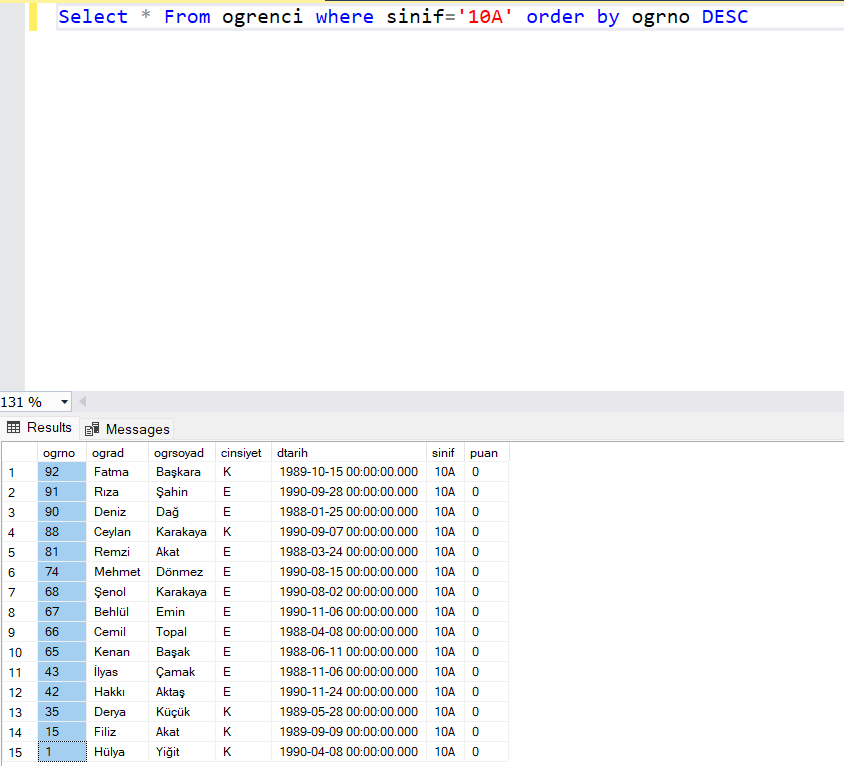 Select * From ogrenci where sinif='10A' order by ogrno DESC
131 %
Results Messages
ogrno ograd ogrsoyad cinsiyet dtarih sinif puan
1 92 Fatma Başkara K 1989-10-15 00:00:00.000 10A 0
2 91 Rıza Şahin E 1990-09-28 00:00:00.000 10A 0
3 90 Deniz Dağ E 1988-01-25 00:00:00.000 10A 0
4 88 Ceylan Karakaya K 1990-09-07 00:00:00.000 10A 0
5 81 Remzi Akat E 1988-03-24 00:00:00.000 10A 0
6 74 Mehmet Dönmez E 1990-08-15 00:00:00.000 10A 0
7 68 Şenol Karakaya E 1990-08-02 00:00:00.000 10A 0
8 67 Behlül Emin E 1990-11-06 00:00:00.000 10A 0
9 66 Cemil Topal E 1988-04-08 00:00:00.000 10A 0
10 65 Kenan Başak E 1988-06-11 00:00:00.000 10A 0
11 43 İlyas Çamak E 1988-11-06 00:00:00.000 10A 0
12 42 Hakkı Aktaş E 1990-11-24 00:00:00.000 10A 0
13 35 Derya Küçük K 1989-05-28 00:00:00.000 10A 0
14 15 Filiz Akat K 1989-09-09 00:00:00.000 10A 0
15 1 Hülya Yiğit K 1990-04-08 00:00:00.000 10A 0